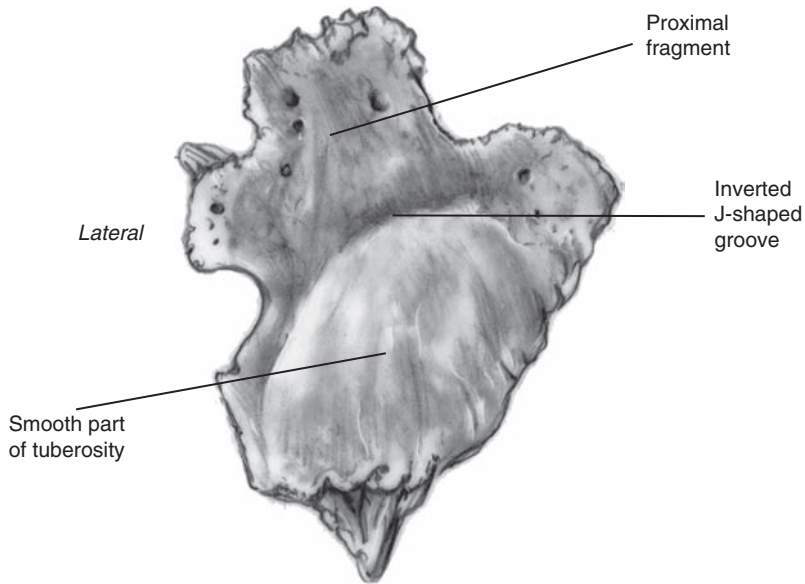 Proximal
fragment
Inverted
J-shaped
groove
Lateral
Smooth part
of tuberosity